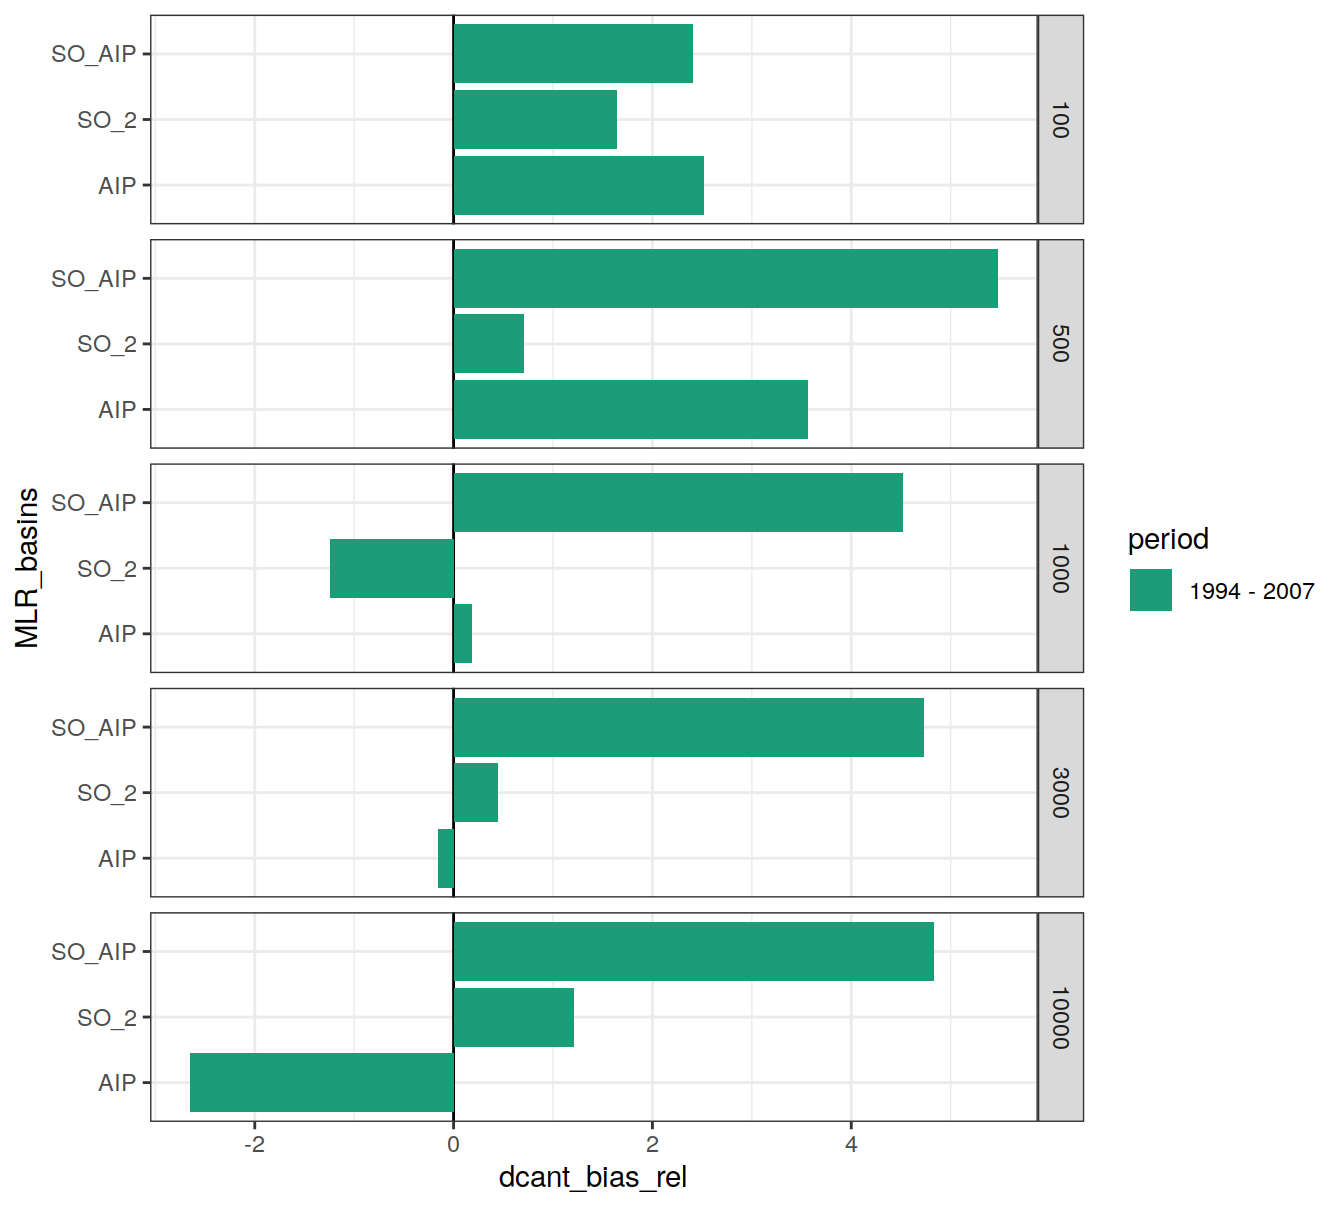 SO_AIP
SO_2
AIP
100
SO_AIP
SO_2
AIP
500
SO_AIP
SO_2
AIP
1000
SO_AIP
SO_2
AIP
3000
SO_AIP
SO_2
AIP
10000
-2 0 2 4
dcant_bias_rel
MLR_basins
period
1994 - 2007